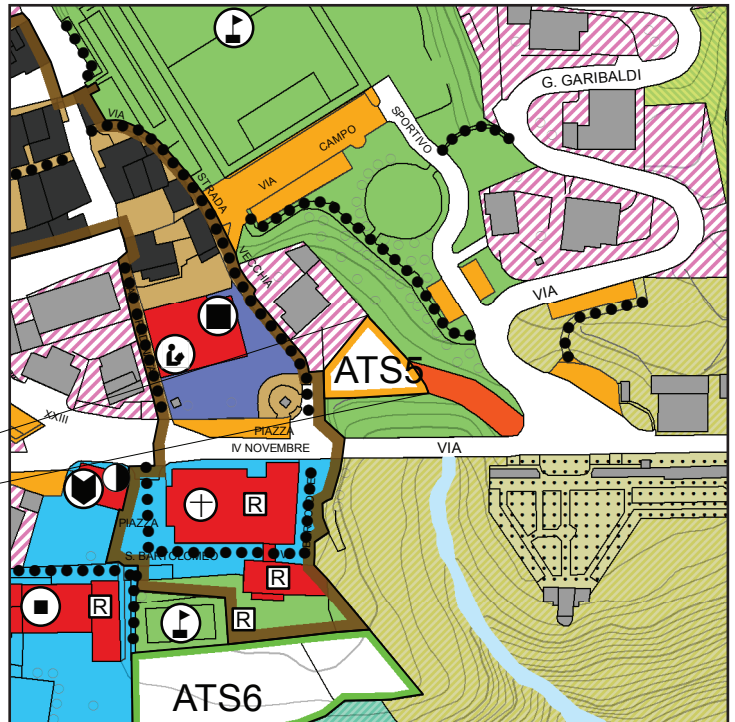 G. GARIBALDI
VIA
SPORTIVO
CAMPO
VIA
STRADA
VECCHIA
VIA
ATS5
XXIII
PIAZZA
IV NOVEMBRE
VIA
R
PIAZZA
S. BARTOLOMEO
R
R
R
ATS6